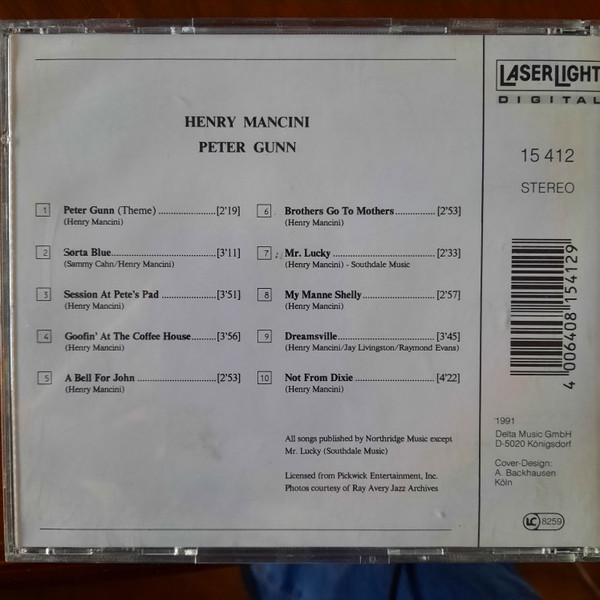 HENRY MANCINI
PETER GUNN
1 Peter Gunn (Theme) ...................... [2'19]
(Henry Mancini)
2 Sorta Blue ...................... [3'11]
(Sammy Cahn/Henry Mancini)
3 Session At Pete's Pad ...................... [3'51]
(Henry Mancini)
4 Goofin' At The Coffee House ......... [3'56]
(Henry Mancini)
5 A Bell For John ...................... [2'53]
(Henry Mancini)
6 Brothers Go To Mothers ............... [2'53]
(Henry Mancini)
7 Mr. Lucky ...................... [2'33]
(Henry Mancini) - Southdale Music
8 My Manne Shelly ...................... [2'57]
(Henry Mancini)
9 Dreamsville ...................... [3'45]
(Henry Mancini/Jay Livingston/Raymond Evans)
10 Not From Dixie ...................... [4'22]
(Henry Mancini)
All songs published by Northridge Music except
Mr. Lucky (Southdale Music)
Licensed from Pickwick Entertainment, Inc.
Photos courtesy of Ray Avery Jazz Archives
LASERLIGHT
DIGITAL
15 412
STEREO
4 006408 154129
1991
Delta Music GmbH
D-5020 Königsdorf
Cover-Design:
A. Backhausen
Köln
LC 8259